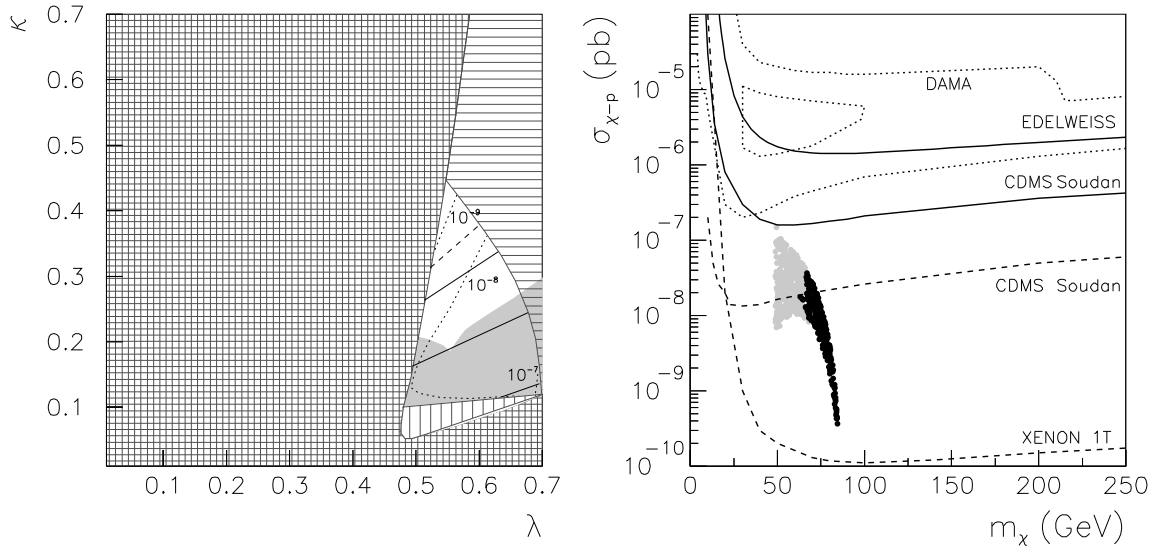 κ
0.7
0.6
0.5
0.4
0.3
0.2
0.1
0.1 0.2 0.3 0.4 0.5 0.6 0.7
λ
10⁻⁹
10⁻⁸
10⁻⁷
σχ−p (pb)
10⁻⁵
10⁻⁶
10⁻⁷
10⁻⁸
10⁻⁹
10⁻¹⁰
0 50 100 150 200 250
mχ (GeV)
DAMA
EDELWEISS
CDMS Soudan
CDMS Soudan
XENON 1T